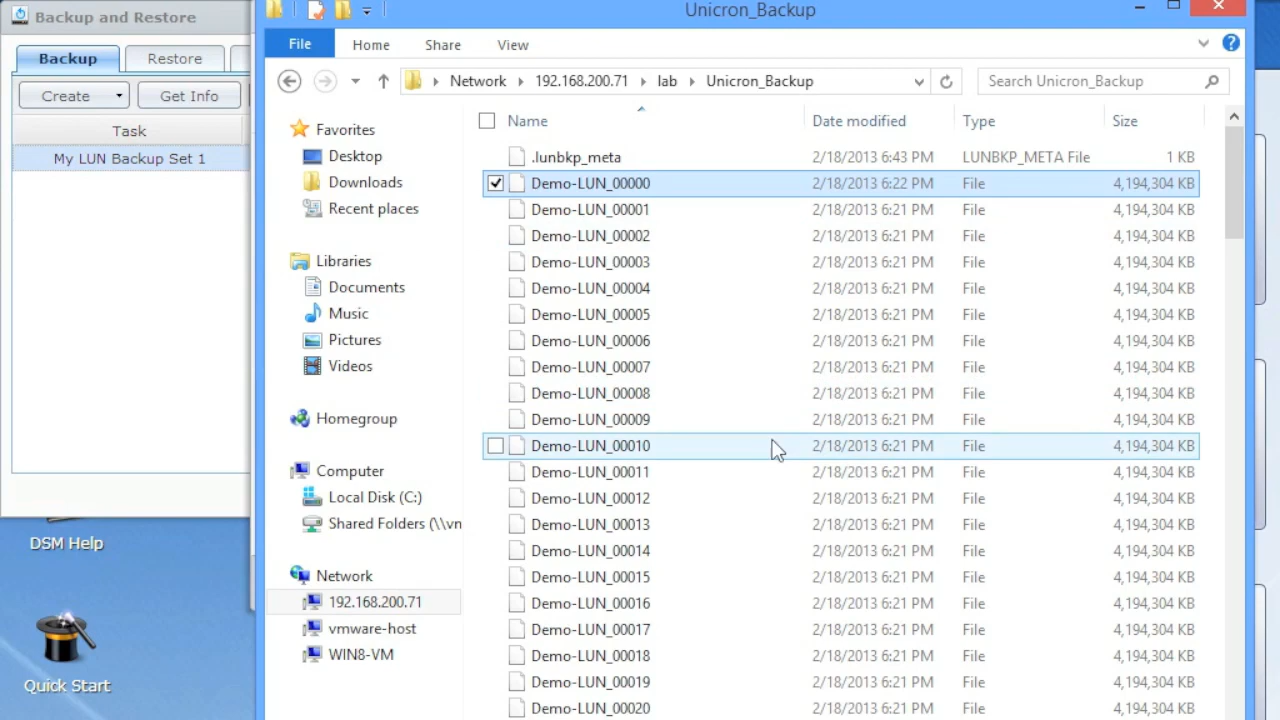 Backup and Restore
Backup
Restore
Create
Get Info
Task
My LUN Backup Set 1
DSM Help
Quick Start
Unicron_Backup
File
Home
Share
View
?
Network
192.168.200.71
lab
Unicron_Backup
Search Unicron_Backup
Favorites
Desktop
Downloads
Recent places
Libraries
Documents
Music
Pictures
Videos
Homegroup
Computer
Local Disk (C:)
Shared Folders (\\vn
Network
192.168.200.71
vmware-host
WIN8-VM
Name Date modified Type Size
.lunbkp_meta 2/18/2013 6:43 PM LUNBKP_META File 1 KB
Demo-LUN_00000 2/18/2013 6:22 PM File 4,194,304 KB
Demo-LUN_00001 2/18/2013 6:21 PM File 4,194,304 KB
Demo-LUN_00002 2/18/2013 6:21 PM File 4,194,304 KB
Demo-LUN_00003 2/18/2013 6:21 PM File 4,194,304 KB
Demo-LUN_00004 2/18/2013 6:21 PM File 4,194,304 KB
Demo-LUN_00005 2/18/2013 6:21 PM File 4,194,304 KB
Demo-LUN_00006 2/18/2013 6:21 PM File 4,194,304 KB
Demo-LUN_00007 2/18/2013 6:21 PM File 4,194,304 KB
Demo-LUN_00008 2/18/2013 6:21 PM File 4,194,304 KB
Demo-LUN_00009 2/18/2013 6:21 PM File 4,194,304 KB
Demo-LUN_00010 2/18/2013 6:21 PM File 4,194,304 KB
Demo-LUN_00011 2/18/2013 6:21 PM File 4,194,304 KB
Demo-LUN_00012 2/18/2013 6:21 PM File 4,194,304 KB
Demo-LUN_00013 2/18/2013 6:21 PM File 4,194,304 KB
Demo-LUN_00014 2/18/2013 6:21 PM File 4,194,304 KB
Demo-LUN_00015 2/18/2013 6:21 PM File 4,194,304 KB
Demo-LUN_00016 2/18/2013 6:21 PM File 4,194,304 KB
Demo-LUN_00017 2/18/2013 6:21 PM File 4,194,304 KB
Demo-LUN_00018 2/18/2013 6:21 PM File 4,194,304 KB
Demo-LUN_00019 2/18/2013 6:21 PM File 4,194,304 KB
Demo-LUN_00020 2/18/2013 6:21 PM File 4,194,304 KB